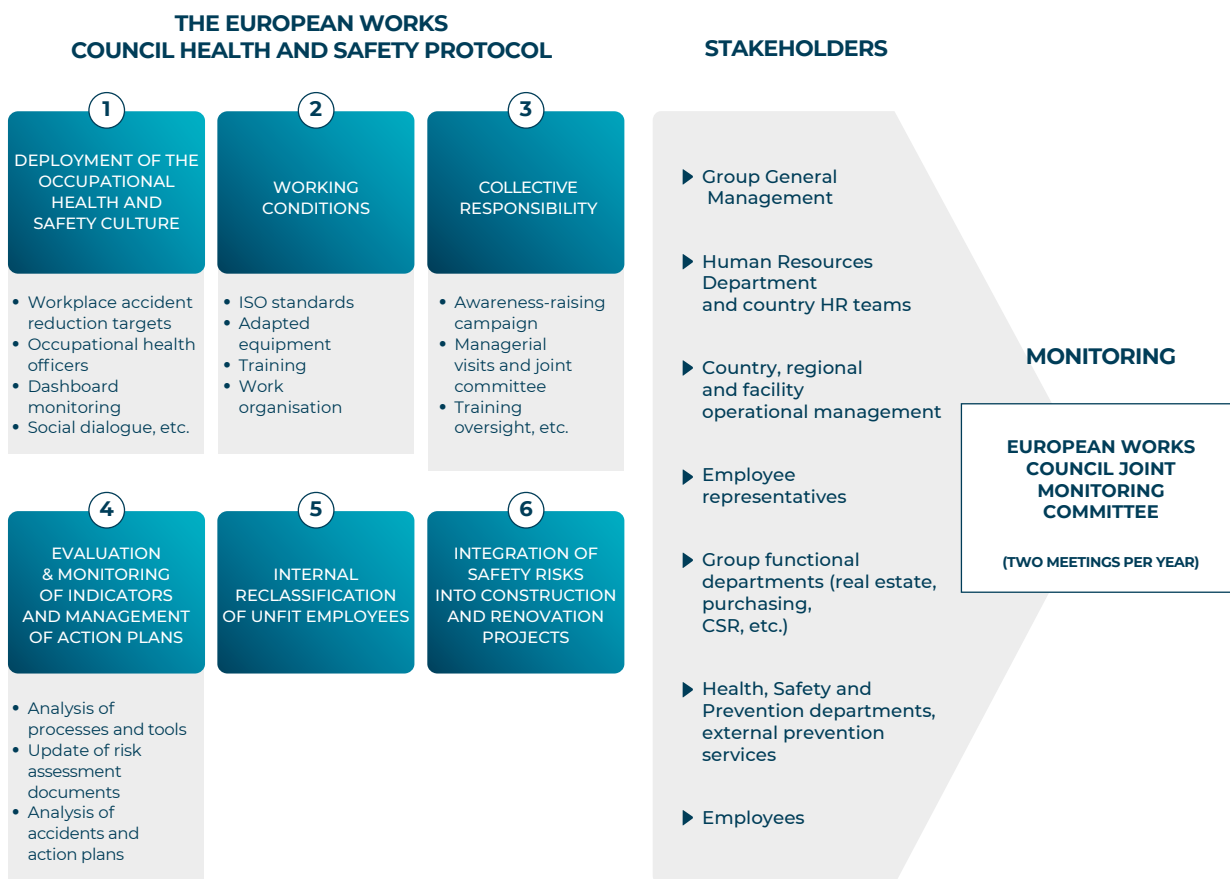 THE EUROPEAN WORKS
COUNCIL HEALTH AND SAFETY PROTOCOL
1
DEPLOYMENT OF THE
OCCUPATIONAL
HEALTH AND
SAFETY CULTURE
• Workplace accident
reduction targets
• Occupational health
officers
• Dashboard
monitoring
• Social dialogue, etc.
2
WORKING
CONDITIONS
• ISO standards
• Adapted
equipment
• Training
• Work
organisation
3
COLLECTIVE
RESPONSIBILITY
• Awareness-raising
campaign
• Managerial
visits and joint
committee
• Training
oversight, etc.
4
EVALUATION
& MONITORING
OF INDICATORS
AND MANAGEMENT
OF ACTION PLANS
• Analysis of
processes and tools
• Update of risk
assessment
documents
• Analysis of
accidents and
action plans
5
INTERNAL
RECLASSIFICATION
OF UNFIT EMPLOYEES
6
INTEGRATION OF
SAFETY RISKS
INTO CONSTRUCTION
AND RENOVATION
PROJECTS
STAKEHOLDERS
Group General
Management
Human Resources
Department
and country HR teams
Country, regional
and facility
operational management
Employee
representatives
Group functional
departments (real estate,
purchasing,
CSR, etc.)
Health, Safety and
Prevention departments,
external prevention
services
Employees
MONITORING
EUROPEAN WORKS
COUNCIL JOINT
MONITORING
COMMITTEE
(TWO MEETINGS PER YEAR)